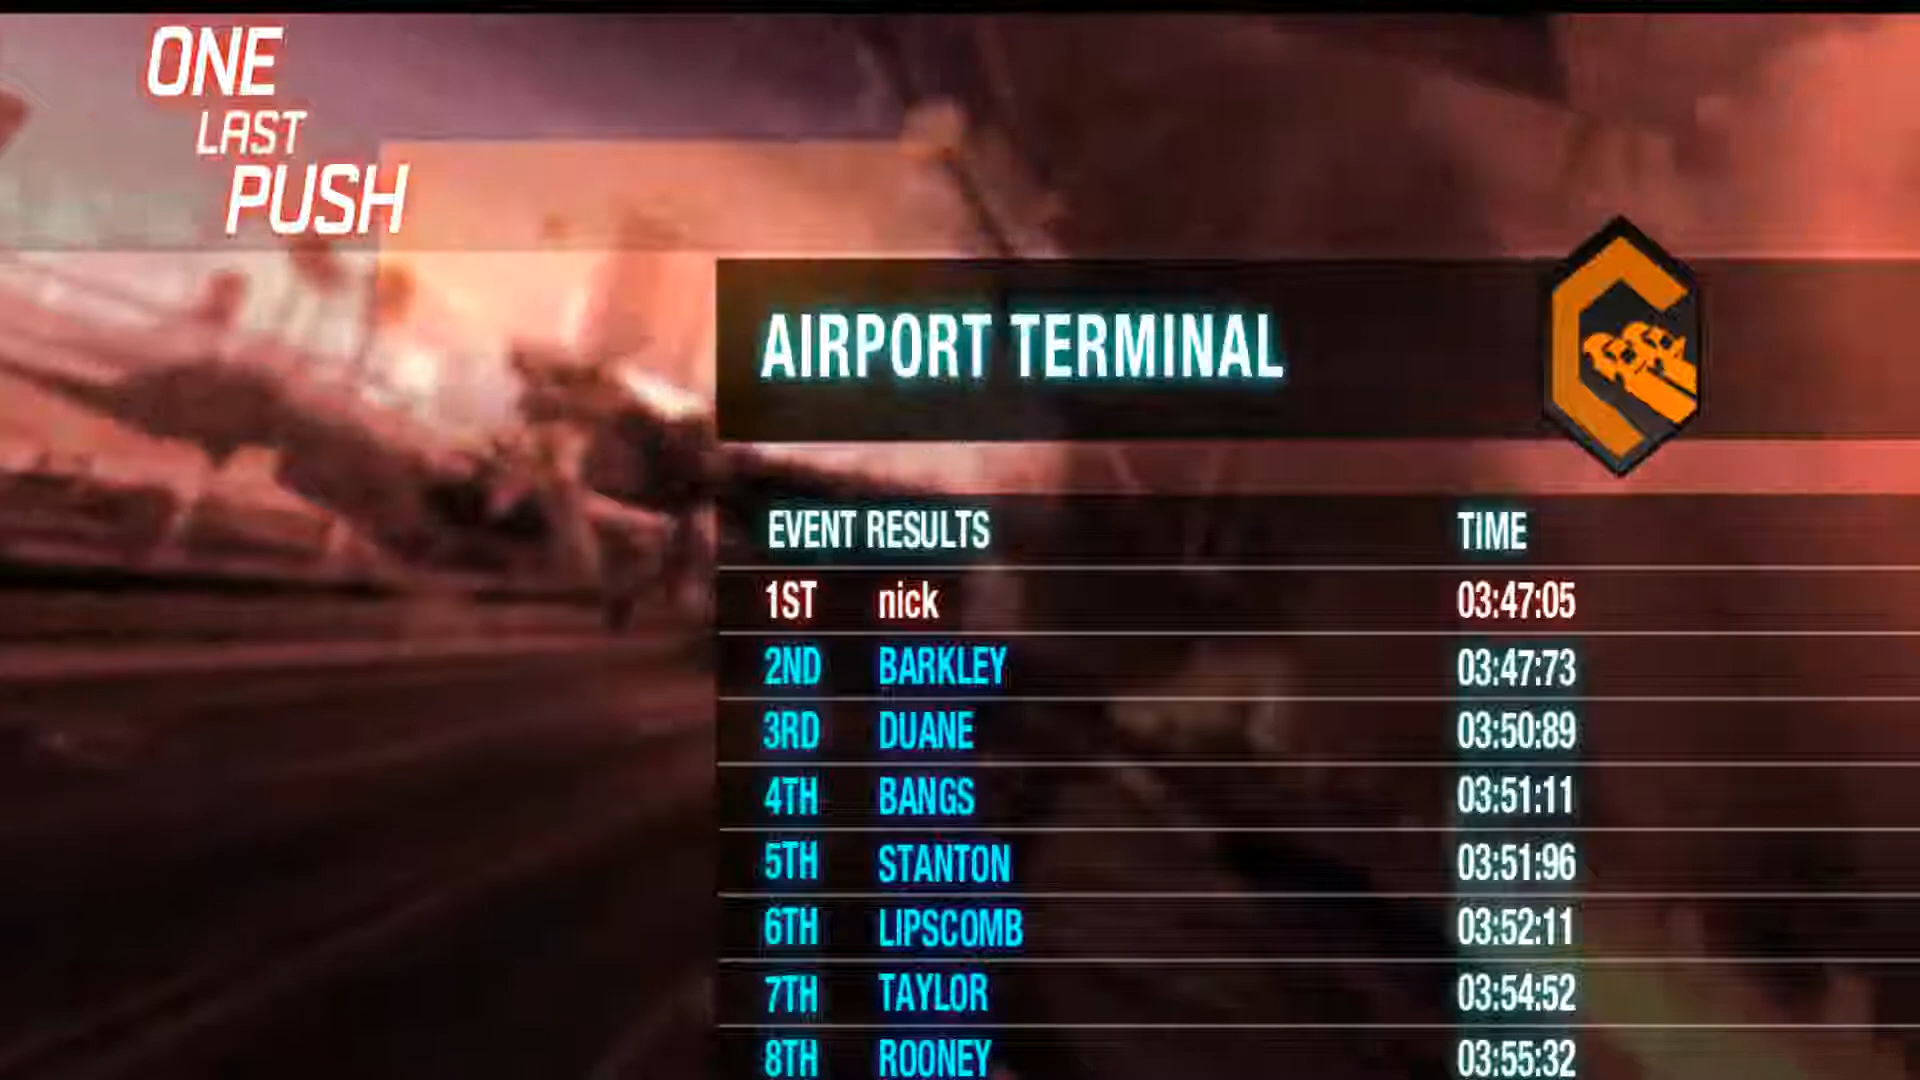 ONE
LAST
PUSH
AIRPORT TERMINAL
EVENT RESULTS TIME
1ST nick 03:47:05
2ND BARKLEY 03:47:73
3RD DUANE 03:50:89
4TH BANGS 03:51:11
5TH STANTON 03:51:96
6TH LIPSCOMB 03:52:11
7TH TAYLOR 03:54:52
8TH ROONEY 03:55:32